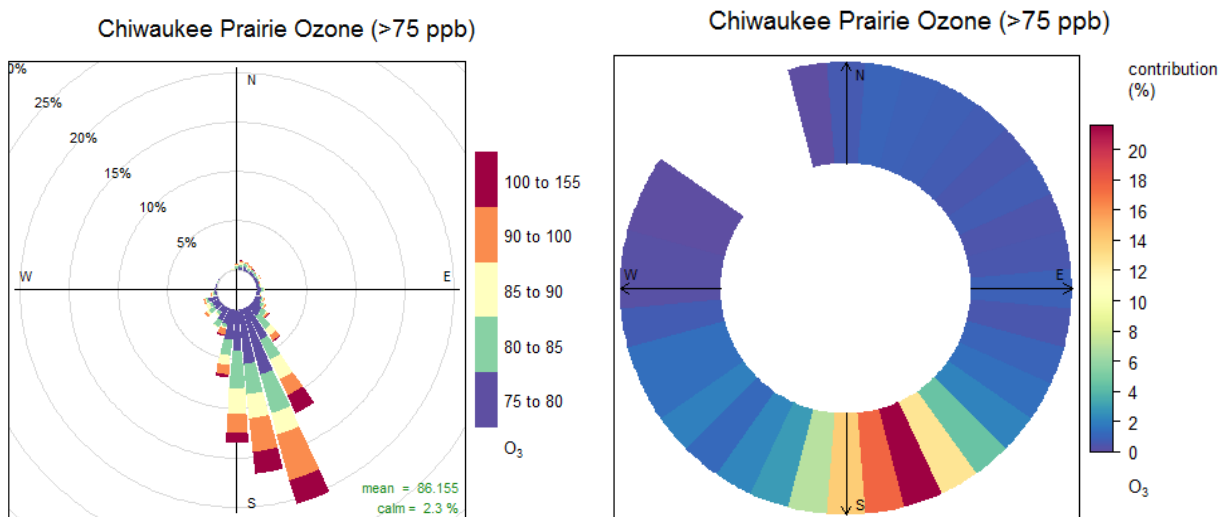 Chiwaukee Prairie Ozone (>75 ppb)
0%
25%
20%
15%
10%
5%
N
W
E
S
mean = 86.155
calm = 2.3 %
100 to 155
90 to 100
85 to 90
80 to 85
75 to 80
O₃
Chiwaukee Prairie Ozone (>75 ppb)
N
W
E
S
contribution
(%)
20
18
16
14
12
10
8
6
4
2
0
O₃